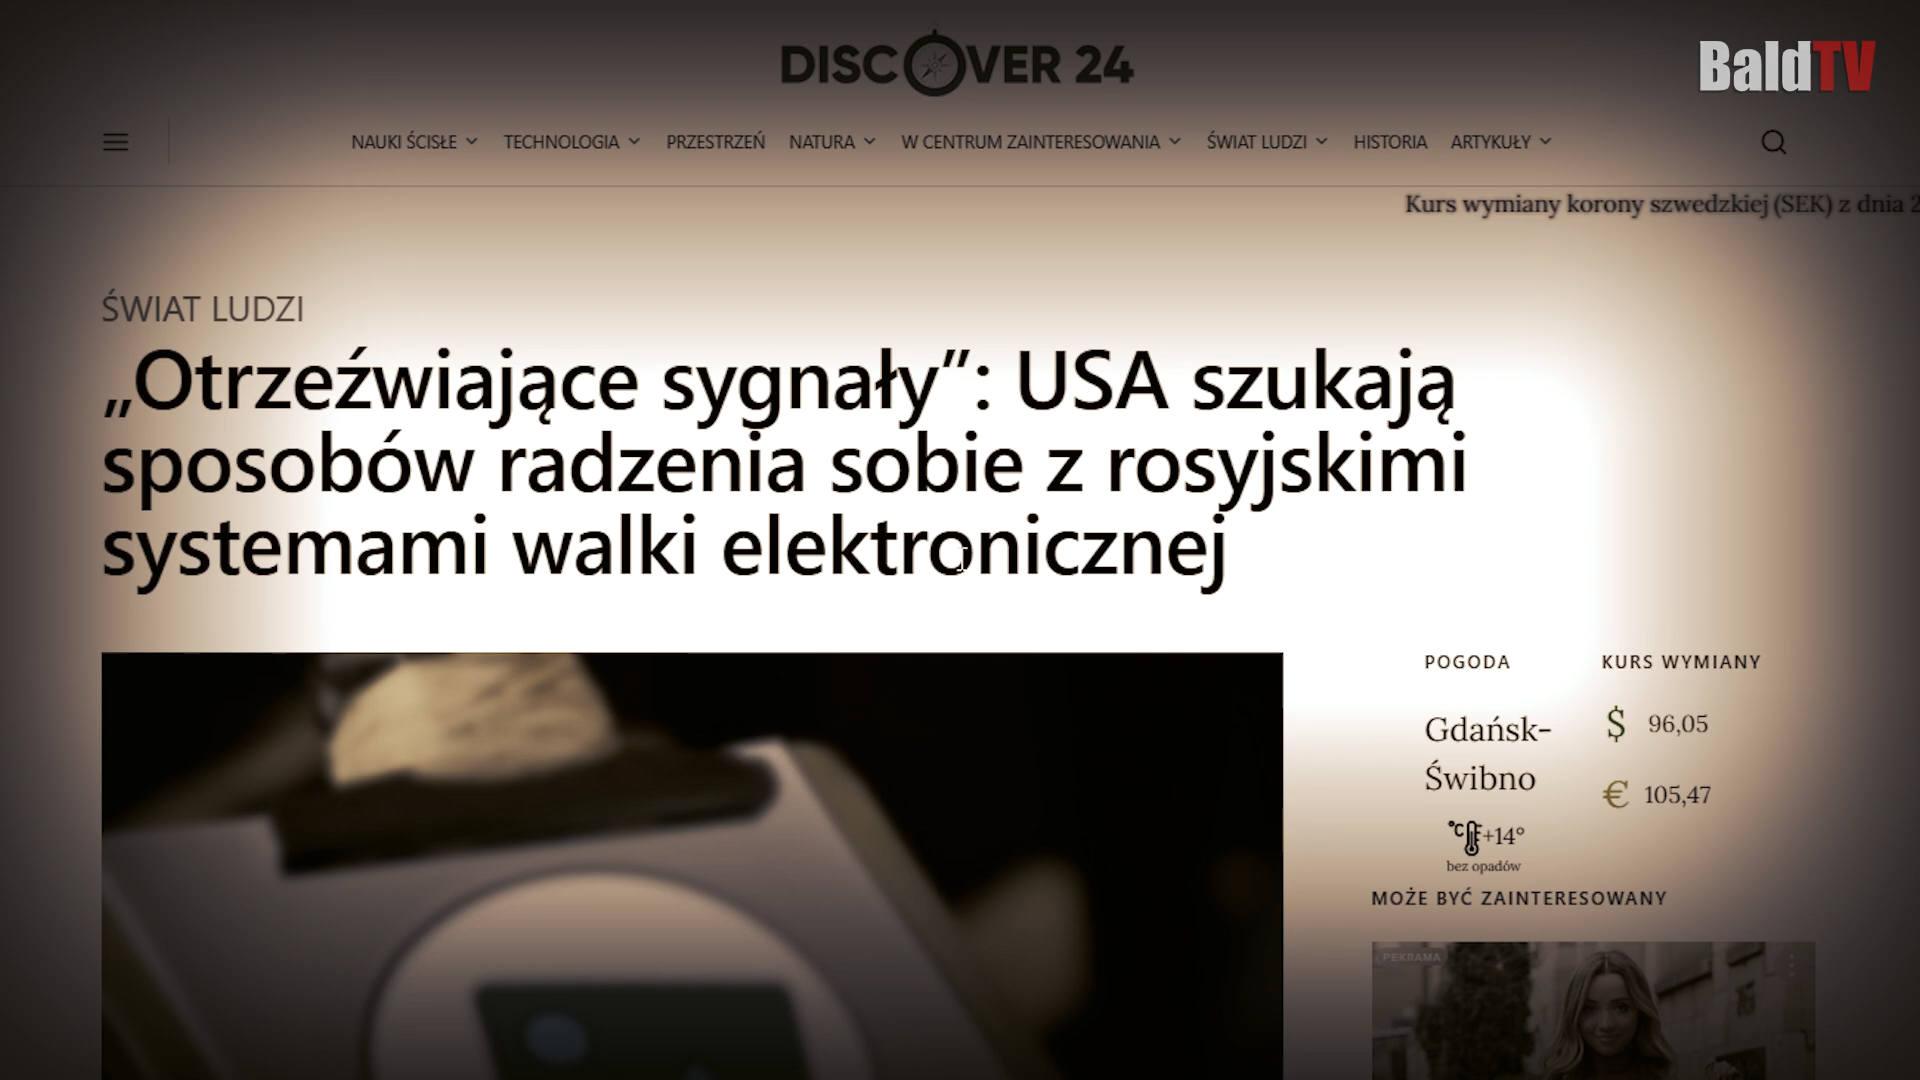 DISCOVER 24
BaldTV
NAUKI ŚCISŁE TECHNOLOGIA PRZESTRZEŃ NATURA W CENTRUM ZAINTERESOWANIA ŚWIAT LUDZI HISTORIA ARTYKUŁY
Kurs wymiany korony szwedzkiej (SEK) z dnia 2
ŚWIAT LUDZI
„Otrzeźwiające sygnały”: USA szukają
sposobów radzenia sobie z rosyjskimi
systemami walki elektronicznej
POGODA
Gdańsk-
Świbno
°C +14°
bez opadów
KURS WYMIANY
$ 96,05
€ 105,47
MOŻE BYĆ ZAINTERESOWANY
РЕКЛАМА